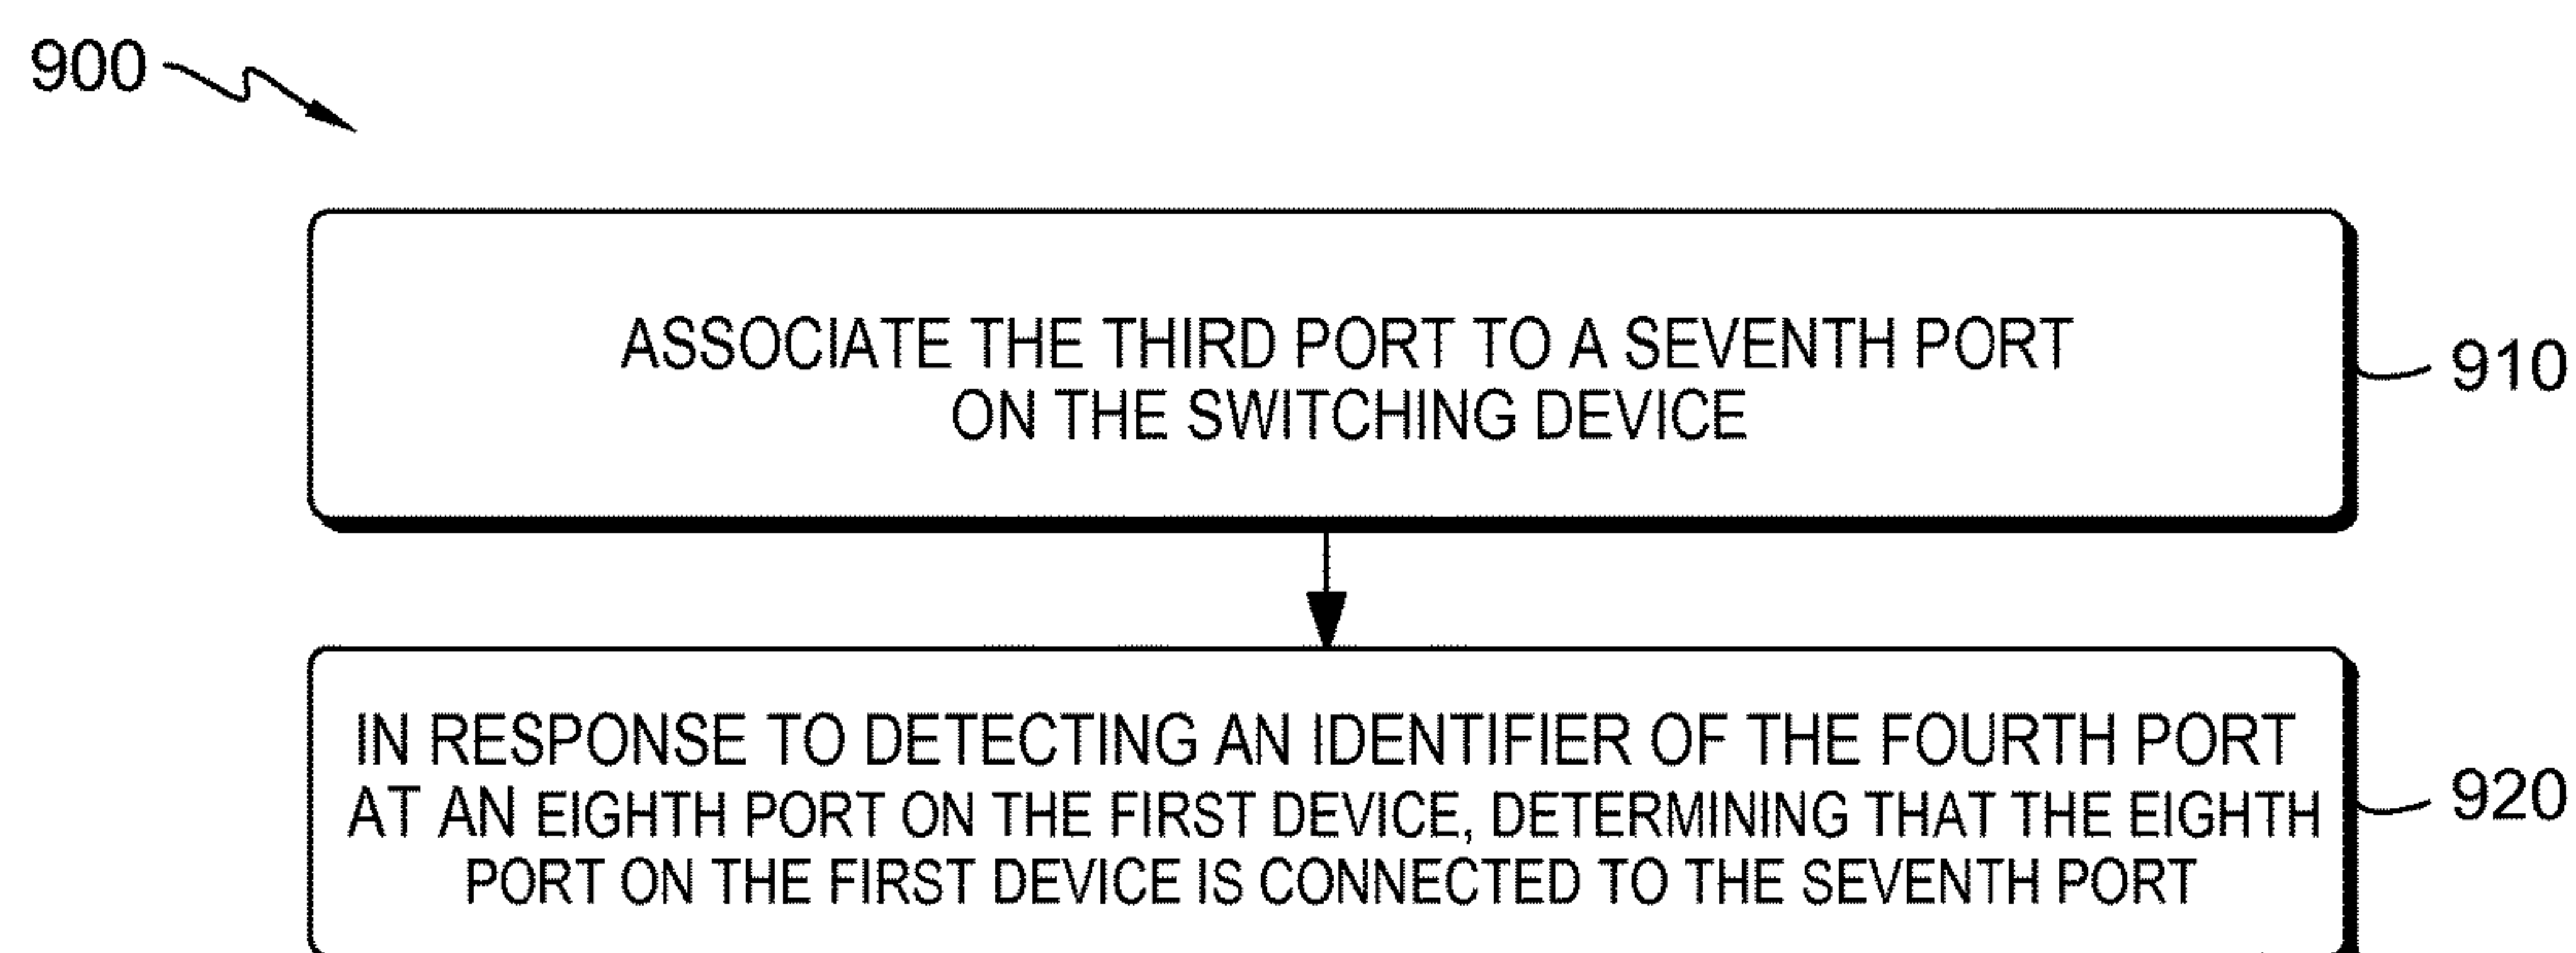 900
ASSOCIATE THE THIRD PORT TO A SEVENTH PORT
ON THE SWITCHING DEVICE
910
IN RESPONSE TO DETECTING AN IDENTIFIER OF THE FOURTH PORT
AT AN EIGHTH PORT ON THE FIRST DEVICE, DETERMINING THAT THE EIGHTH
PORT ON THE FIRST DEVICE IS CONNECTED TO THE SEVENTH PORT
920